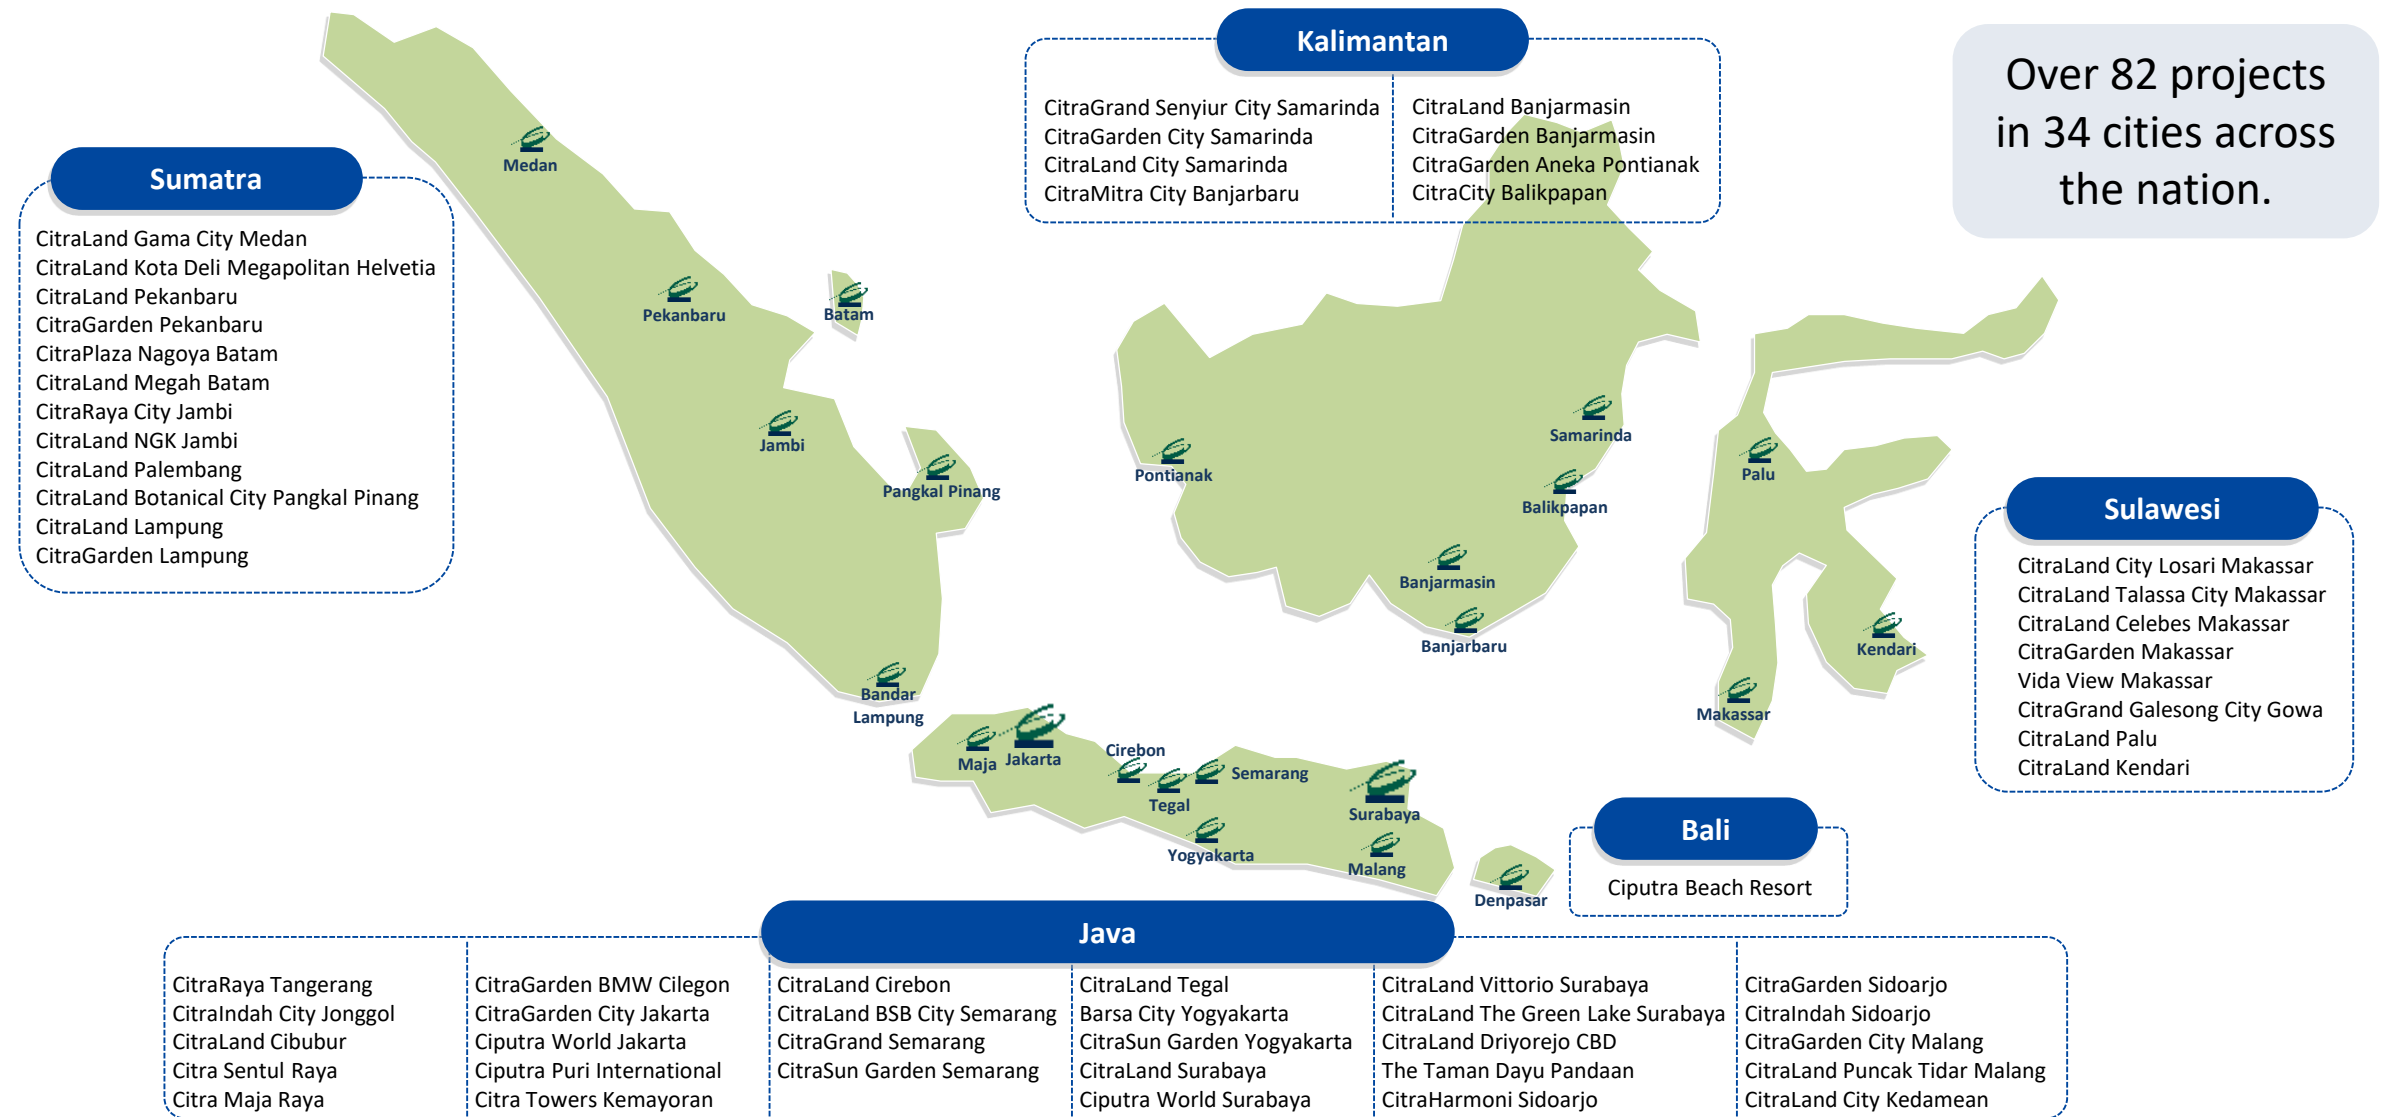 Kalimantan
CitraGrand Senyiur City Samarinda
CitraGarden City Samarinda
CitraLand City Samarinda
CitraMitra City Banjarbaru
CitraLand Banjarmasin
CitraGarden Banjarmasin
CitraGarden Aneka Pontianak
CitraCity Balikpapan
Over 82 projects
in 34 cities across
the nation.
Sumatra
CitraLand Gama City Medan
CitraLand Kota Deli Megapolitan Helvetia
CitraLand Pekanbaru
CitraGarden Pekanbaru
CitraPlaza Nagoya Batam
CitraLand Megah Batam
CitraRaya City Jambi
CitraLand NGK Jambi
CitraLand Palembang
CitraLand Botanical City Pangkal Pinang
CitraLand Lampung
CitraGarden Lampung
Medan
Pekanbaru
Batam
Jambi
Pangkal Pinang
Bandar
Lampung
Pontianak
Samarinda
Balikpapan
Banjarmasin
Banjarbaru
Palu
Kendari
Makassar
Sulawesi
CitraLand City Losari Makassar
CitraLand Talassa City Makassar
CitraLand Celebes Makassar
CitraGarden Makassar
Vida View Makassar
CitraGrand Galesong City Gowa
CitraLand Palu
CitraLand Kendari
Maja
Jakarta
Cirebon
Tegal
Semarang
Yogyakarta
Surabaya
Malang
Denpasar
Bali
Ciputra Beach Resort
Java
CitraRaya Tangerang
CitraIndah City Jonggol
CitraLand Cibubur
Citra Sentul Raya
Citra Maja Raya
CitraGarden BMW Cilegon
CitraGarden City Jakarta
Ciputra World Jakarta
Ciputra Puri International
Citra Towers Kemayoran
CitraLand Cirebon
CitraLand BSB City Semarang
CitraGrand Semarang
CitraSun Garden Semarang
CitraLand Tegal
Barsa City Yogyakarta
CitraSun Garden Yogyakarta
CitraLand Surabaya
Ciputra World Surabaya
CitraLand Vittorio Surabaya
CitraLand The Green Lake Surabaya
CitraLand Driyorejo CBD
The Taman Dayu Pandaan
CitraHarmoni Sidoarjo
CitraGarden Sidoarjo
CitraIndah Sidoarjo
CitraGarden City Malang
CitraLand Puncak Tidar Malang
CitraLand City Kedamean